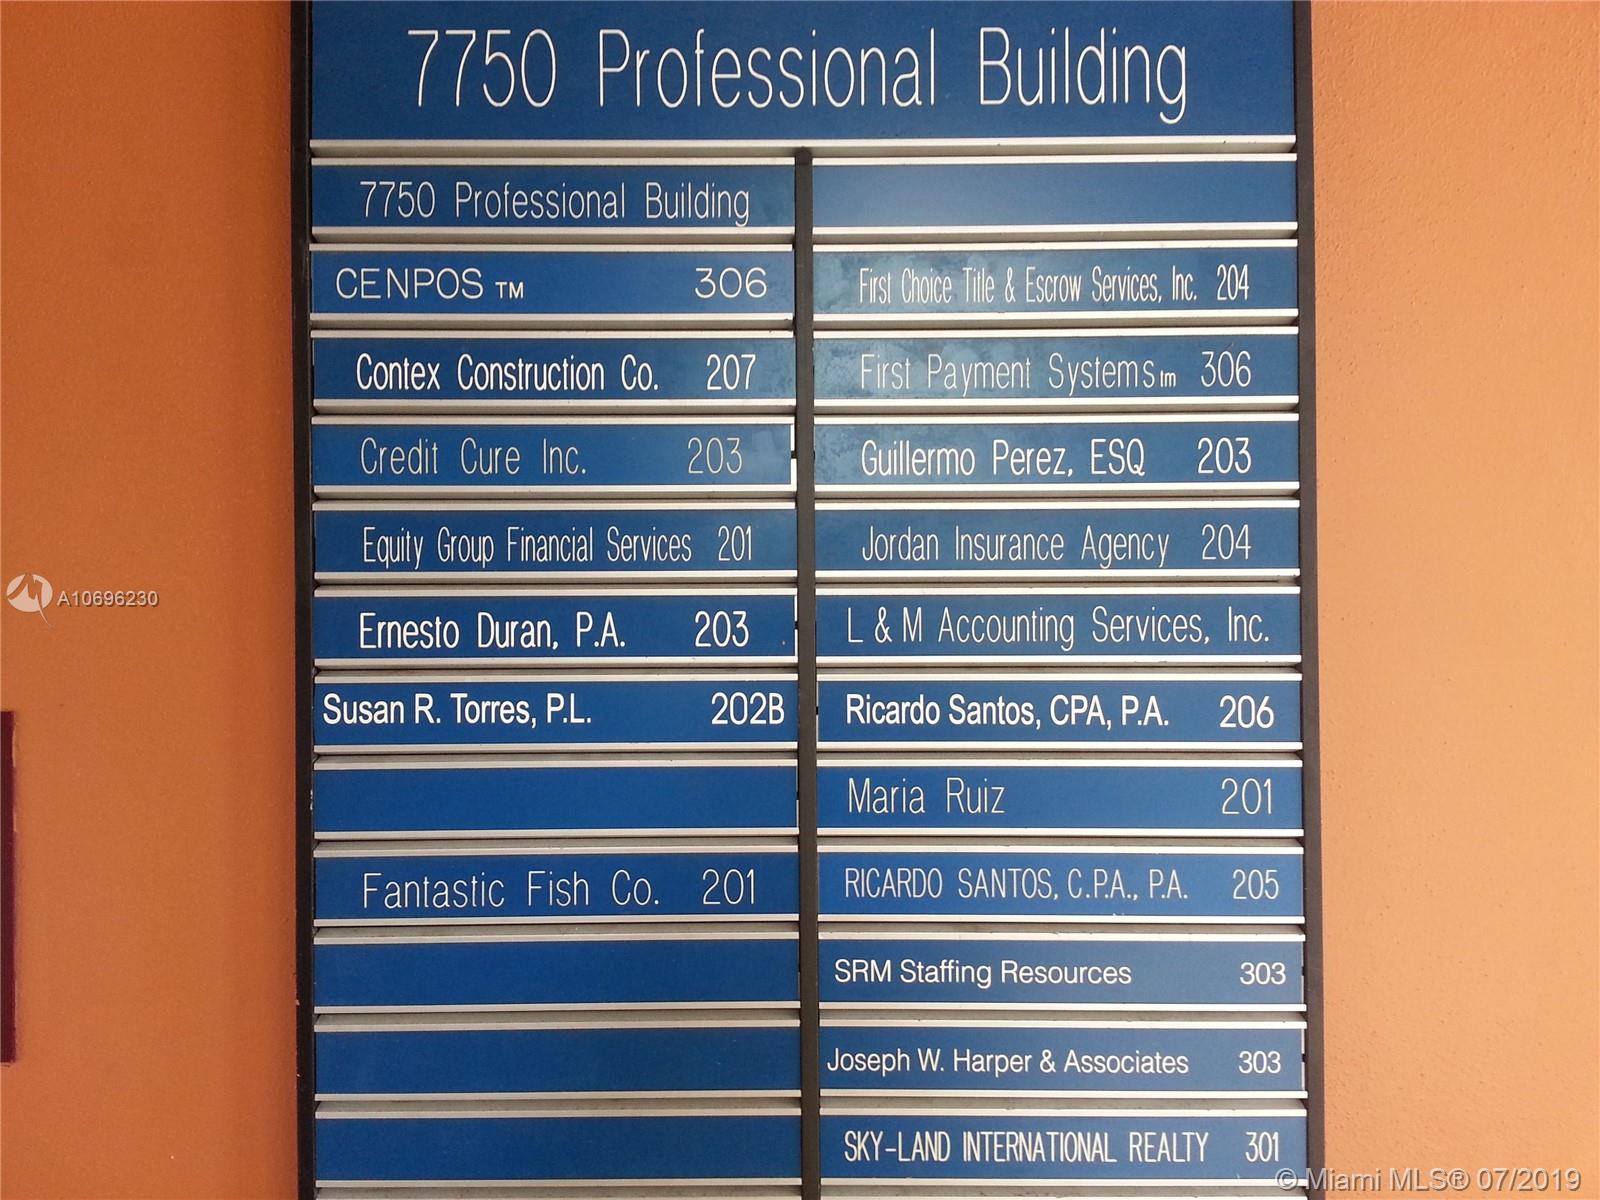 7750 Professional Building
7750 Professional Building
CENPOS TM 306
Contex Construction Co. 207
Credit Cure Inc. 203
Equity Group Financial Services 201
Ernesto Duran, P.A. 203
Susan R. Torres, P.L. 202B
Fantastic Fish Co. 201
First Choice Title & Escrow Services, Inc. 204
First Payment Systems tm 306
Guillermo Perez, ESQ 203
Jordan Insurance Agency 204
L & M Accounting Services, Inc.
Ricardo Santos, CPA, P.A. 206
Maria Ruiz 201
RICARDO SANTOS, C.P.A., P.A. 205
SRM Staffing Resources 303
Joseph W. Harper & Associates 303
SKY-LAND INTERNATIONAL REALTY 301
A10696230
© Miami MLS® 07/2019